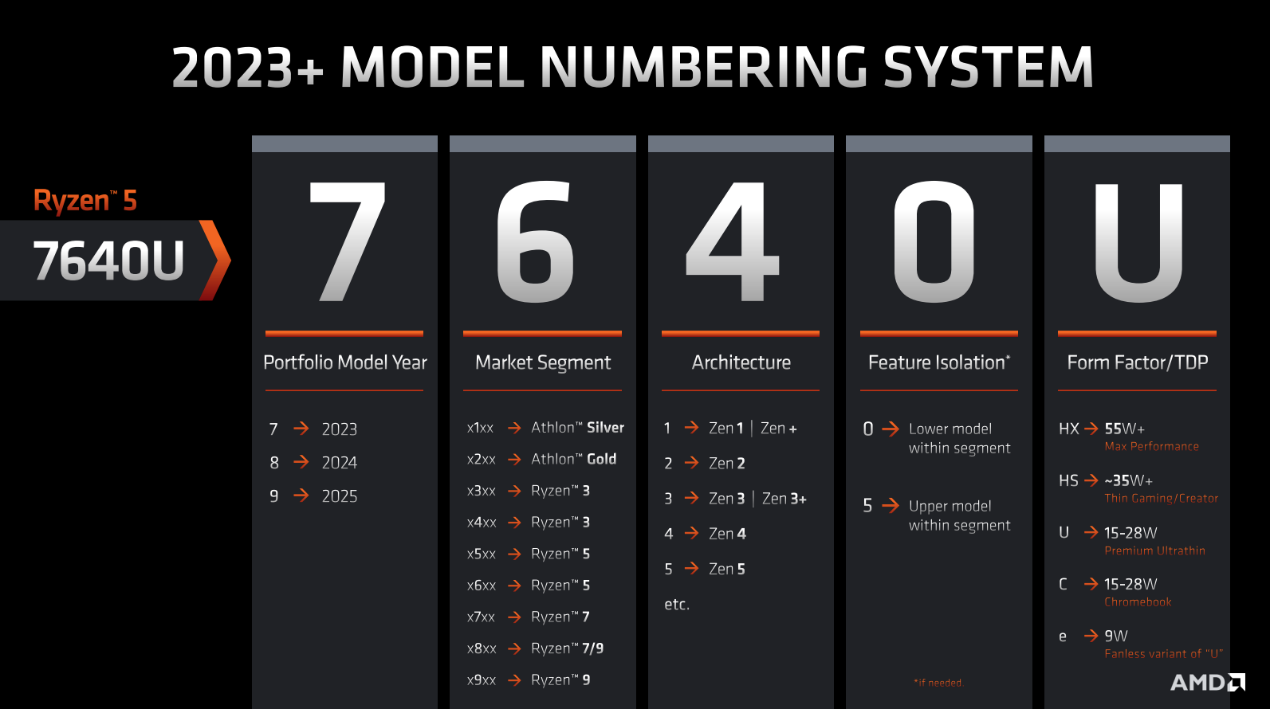 2023+ MODEL NUMBERING SYSTEM
Ryzen™ 5
7640U
7
Portfolio Model Year
7 → 2023
8 → 2024
9 → 2025
6
Market Segment
x1xx → Athlon™ Silver
x2xx → Athlon™ Gold
x3xx → Ryzen™ 3
x4xx → Ryzen™ 3
x5xx → Ryzen™ 5
x6xx → Ryzen™ 5
x7xx → Ryzen™ 7
x8xx → Ryzen™ 7/9
x9xx → Ryzen™ 9
4
Architecture
1 → Zen 1 | Zen +
2 → Zen 2
3 → Zen 3 | Zen 3+
4 → Zen 4
5 → Zen 5
etc.
0
Feature Isolation*
0 → Lower model
within segment
5 → Upper model
within segment
*if needed.
U
Form Factor/TDP
HX → 55W+
Max Performance
HS → ~35W+
Thin Gaming/Creator
U → 15-28W
Premium Ultrathin
C → 15-28W
Chromebook
e → 9W
Fanless variant of "U"
AMD